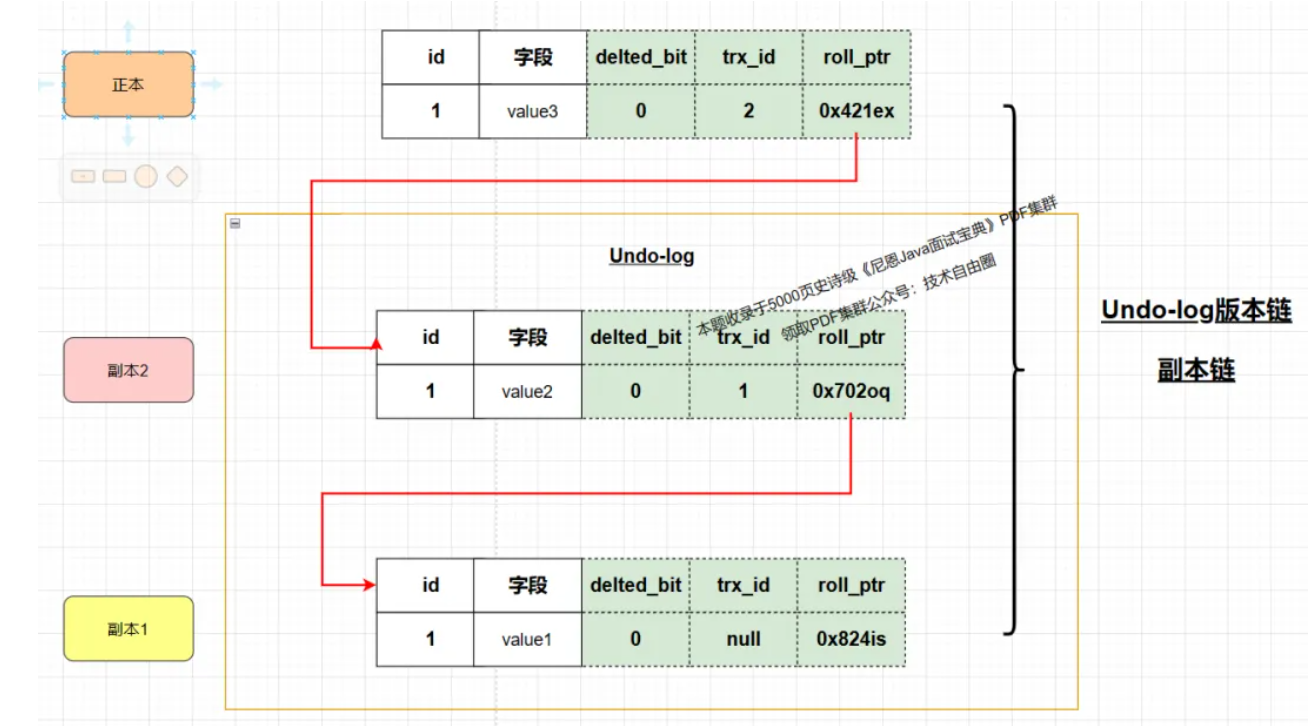 正本
id 字段 delted_bit trx_id roll_ptr
1 value3 0 2 0x421ex
Undo-log
本题收录于5000页史诗级《尼恩Java面试宝典》PDF集群
领取PDF集群公众号：技术自由圈
副本2
id 字段 delted_bit trx_id roll_ptr
1 value2 0 1 0x702oq
Undo-log版本链
副本链
副本1
id 字段 delted_bit trx_id roll_ptr
1 value1 0 null 0x824is